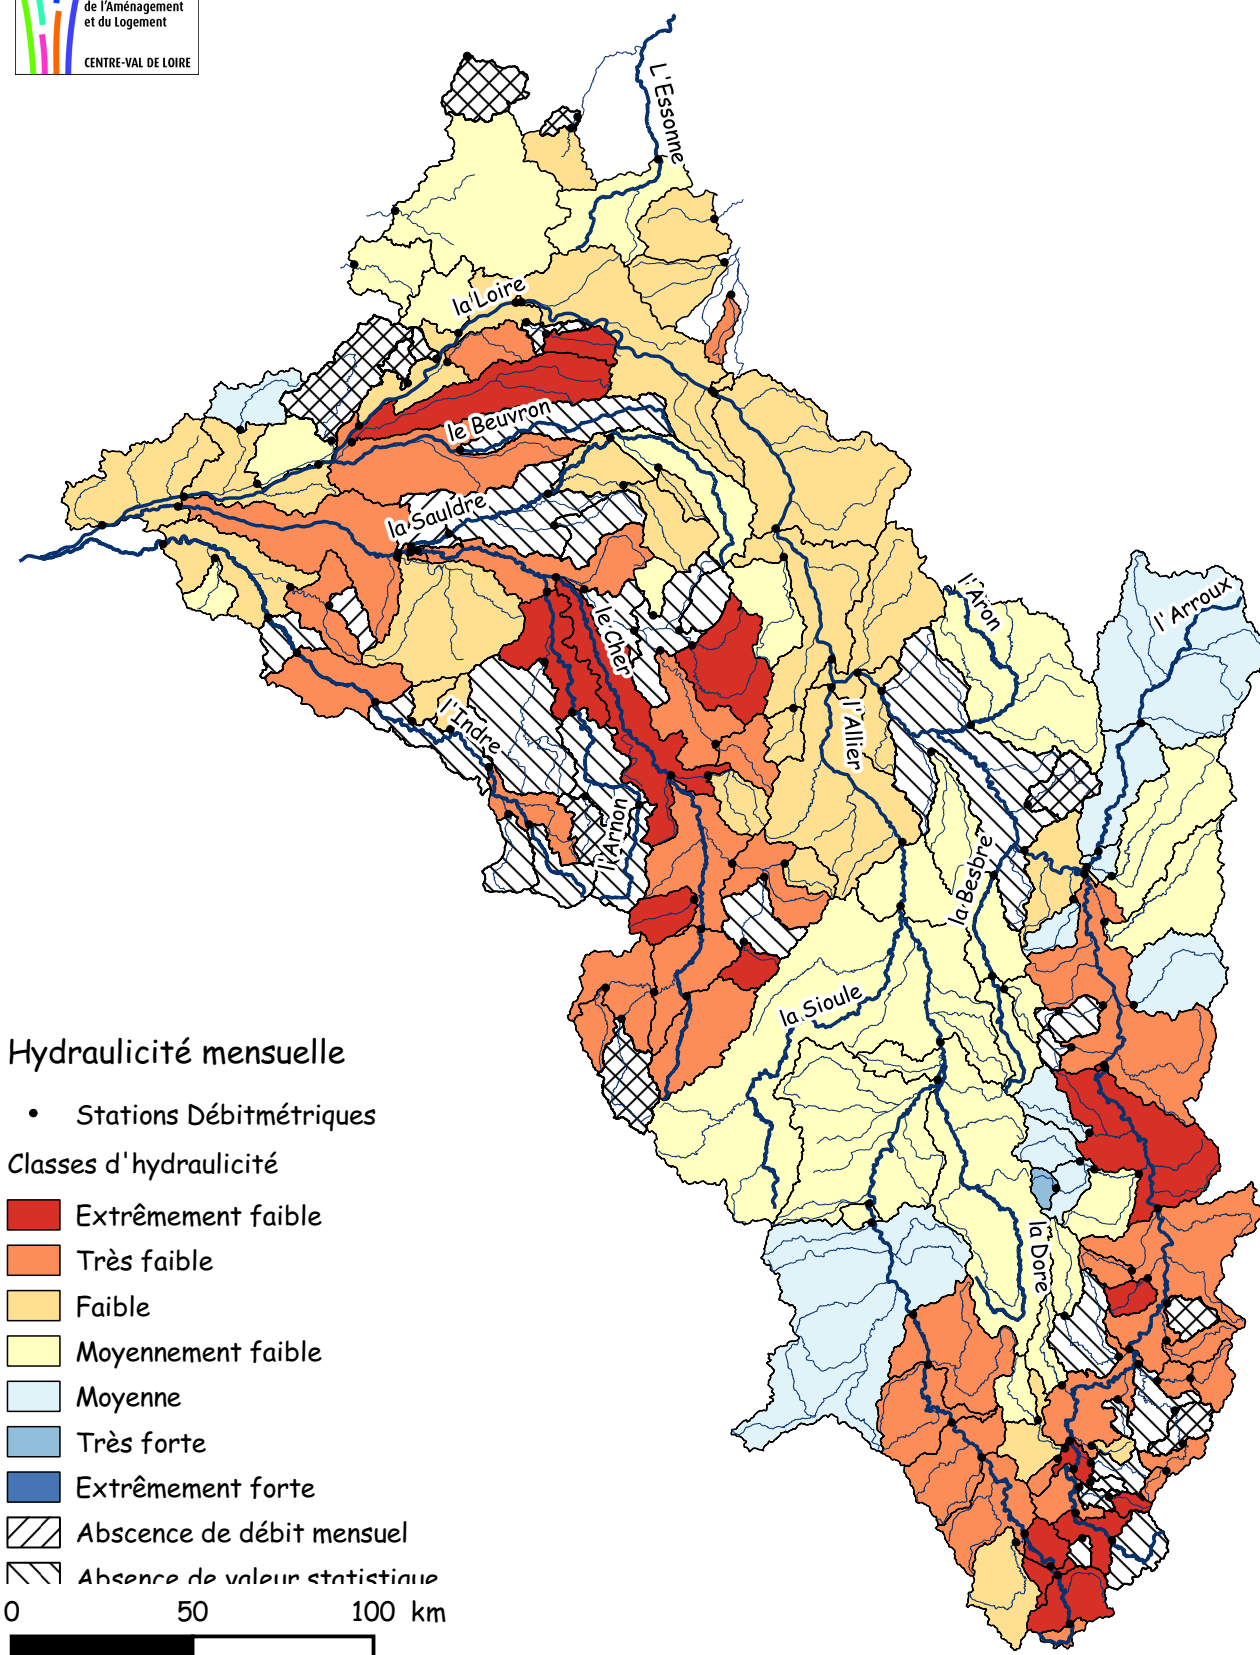 de l'Aménagement
et du Logement
CENTRE-VAL DE LOIRE
L'Essonne
la Loire
le Beuvron
la Sauldre
le Cher
l'Aron
l'Arroux
l'Indre
l'Allier
l'Arnon
la Besbre
la Sioule
la Dore
Hydraulicité mensuelle
Stations Débitmétriques
Classes d'hydraulicité
Extrêmement faible
Très faible
Faible
Moyennement faible
Moyenne
Très forte
Extrêmement forte
Abscence de débit mensuel
Absence de valeur statistique
0 50 100 km